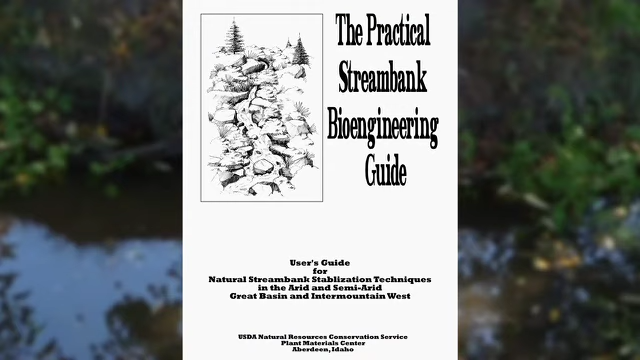 The Practical
Streambank
Bioengineering
Guide
User's Guide
for
Natural Streambank Stablization Techniques
in the Arid and Semi-Arid
Great Basin and Intermountain West
USDA Natural Resources Conservation Service
Plant Materials Center
Aberdeen, Idaho